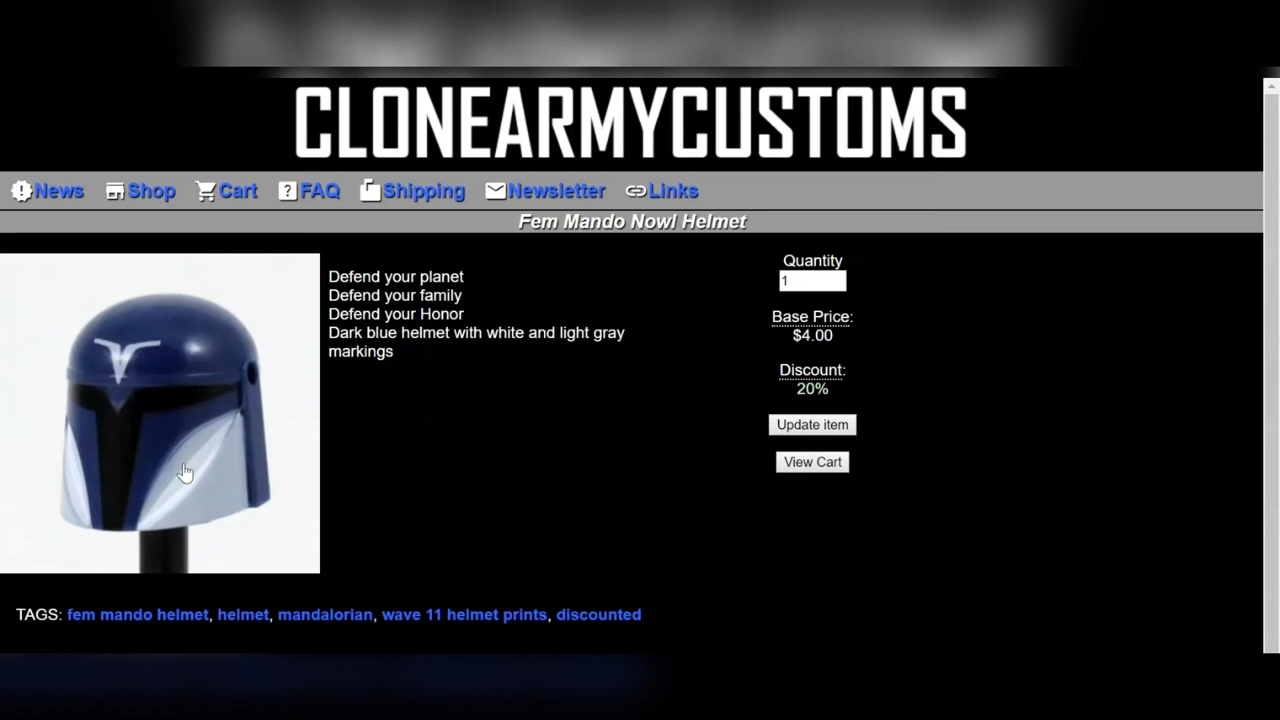 CLONEARMYCUSTOMS
News Shop Cart FAQ Shipping Newsletter Links
Fem Mando Nowl Helmet
Defend your planet
Defend your family
Defend your Honor
Dark blue helmet with white and light gray
markings
Quantity
1
Base Price:
$4.00
Discount:
20%
Update item
View Cart
TAGS: fem mando helmet, helmet, mandalorian, wave 11 helmet prints, discounted